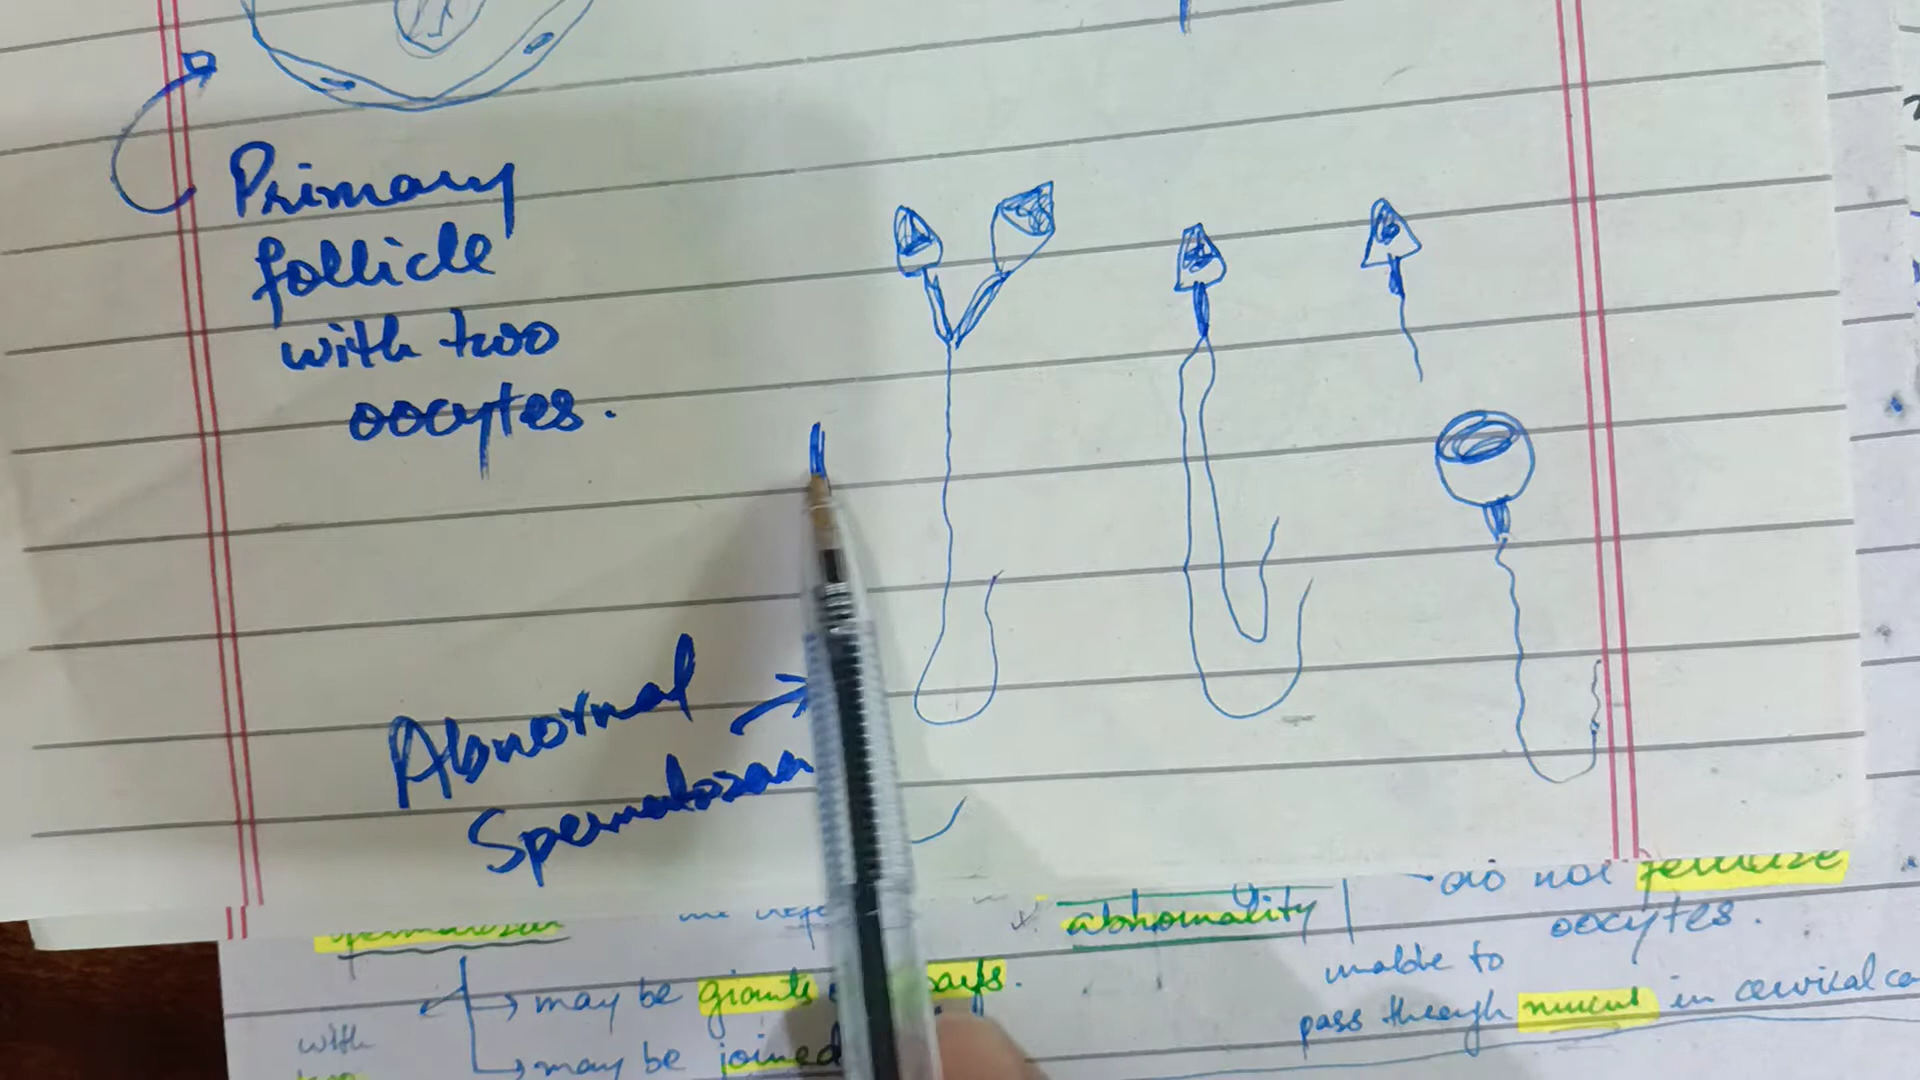 Primary
follicle
with two
oocytes.
Abnormal
Spermatozoa
do not fertilize
abnormality
oocytes.
unable to
may be giants
pass through mucus in cervical
with
may be joined